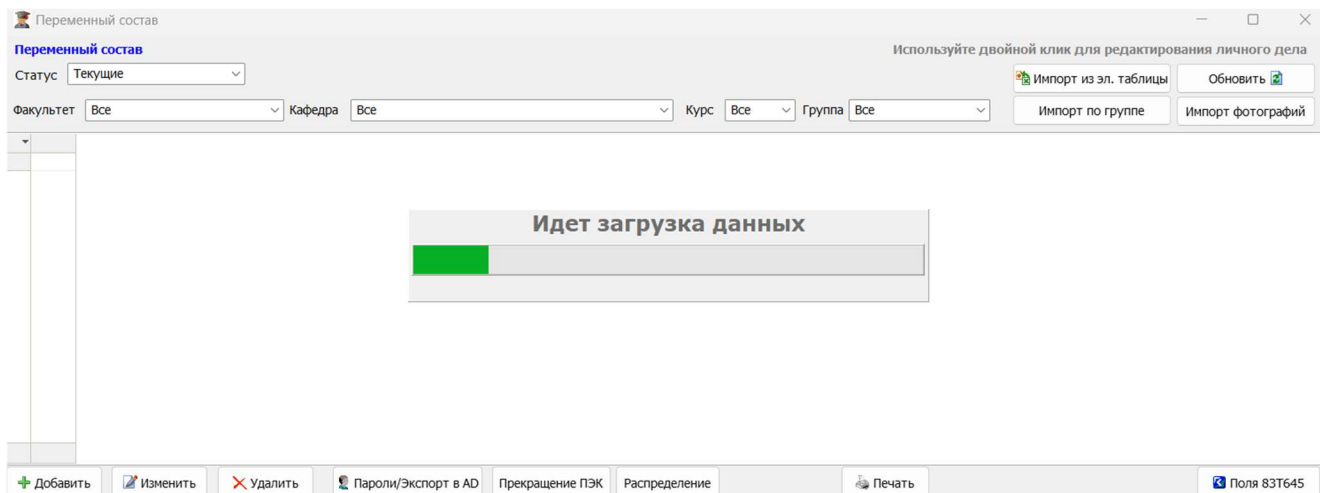 Переменный состав
Переменный состав
Используйте двойной клик для редактирования личного дела
Статус Текущие
Импорт из эл. таблицы Обновить
Факультет Все Кафедра Все Курс Все Группа Все Импорт по группе Импорт фотографий
Идет загрузка данных
Добавить Изменить Удалить Пароли/Экспорт в AD Прекращение ПЭК Распределение Печать Поля 83Т645